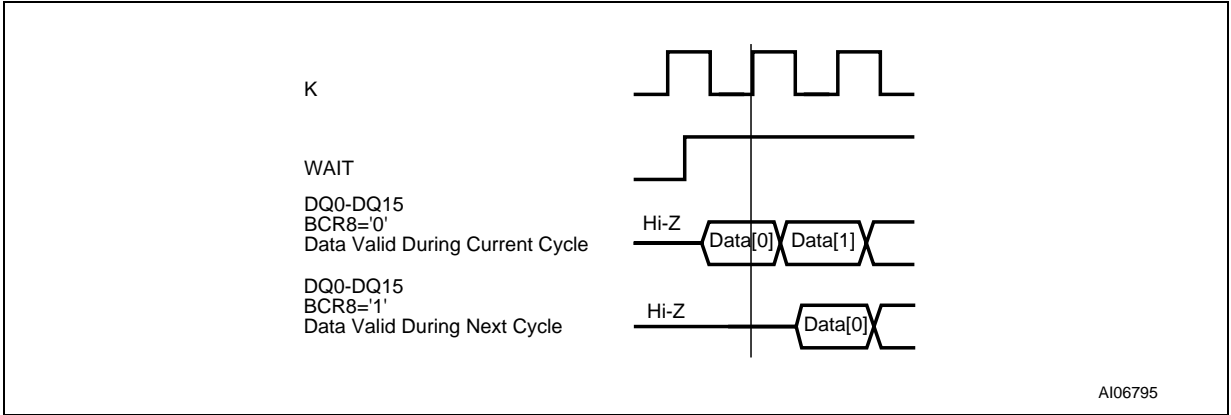 K
WAIT
DQ0-DQ15
BCR8='0'
Data Valid During Current Cycle
Hi-Z
Data[0]
Data[1]
DQ0-DQ15
BCR8='1'
Data Valid During Next Cycle
Hi-Z
Data[0]
AI06795